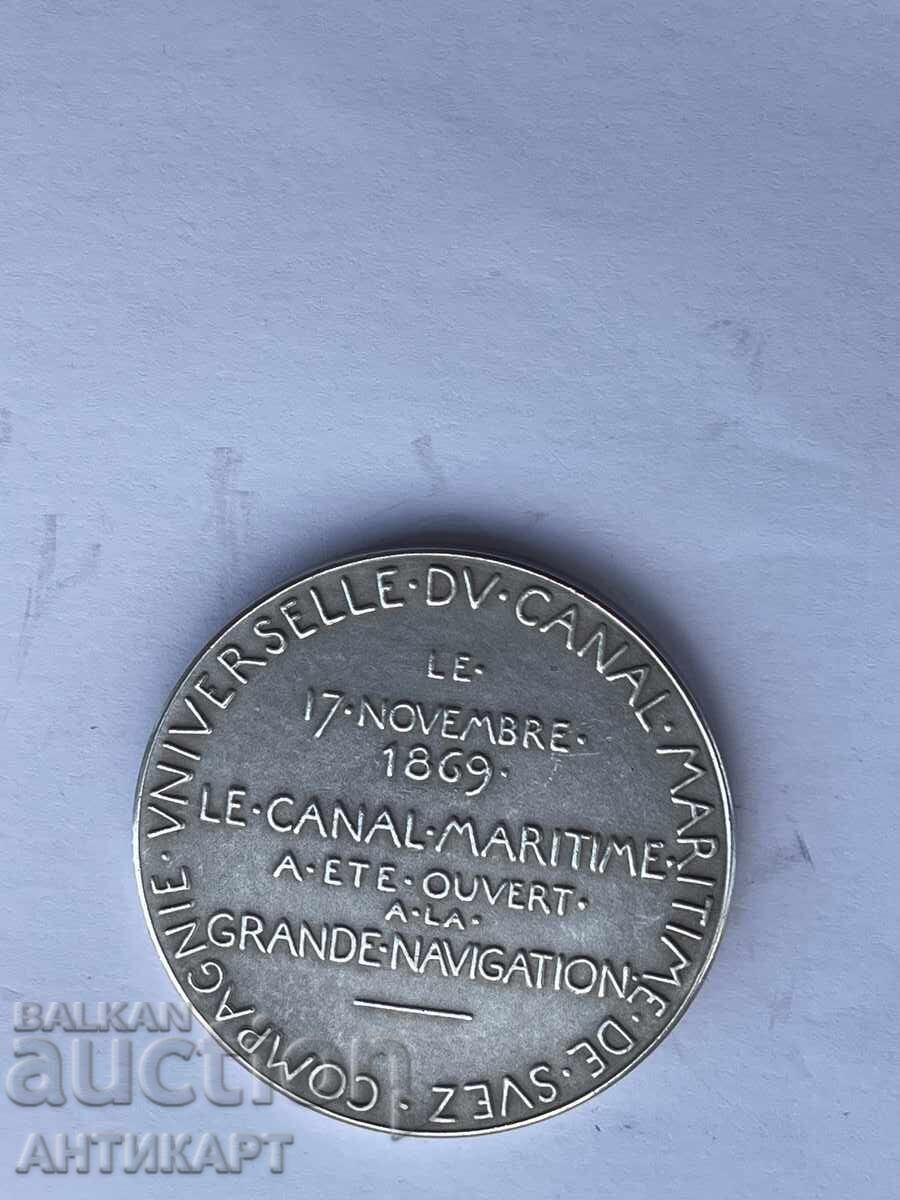 COMPAGNIE · VNIVERSELLE · DV · CANAL · MARITIME · DE · SVEZ ·
LE ·
17 · NOVEMBRE ·
1869 ·
LE · CANAL · MARITIME ·
A · ETE · OUVERT ·
A · LA ·
GRANDE · NAVIGATION ·
BALKAN
auction
АНТИКАРТ